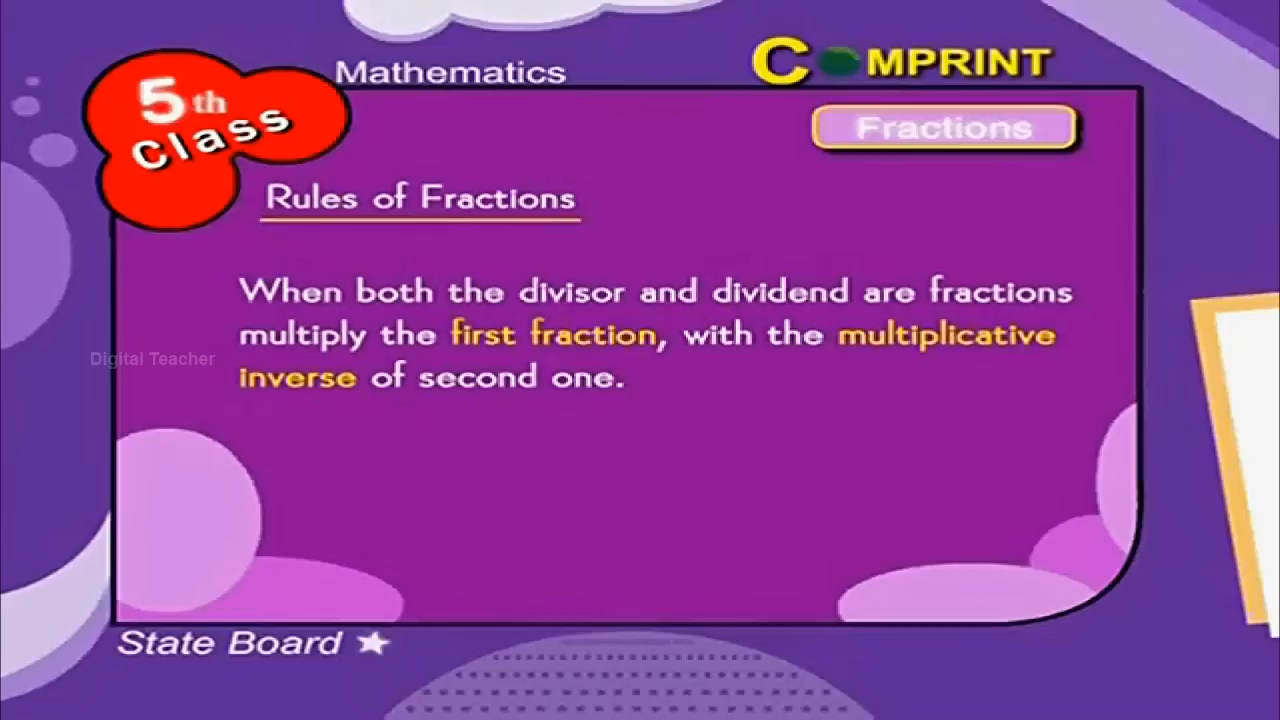 Mathematics
COMPRINT
5th
Class
Fractions
Rules of Fractions
When both the divisor and dividend are fractions
multiply the first fraction, with the multiplicative
inverse of second one.
Digital Teacher
State Board